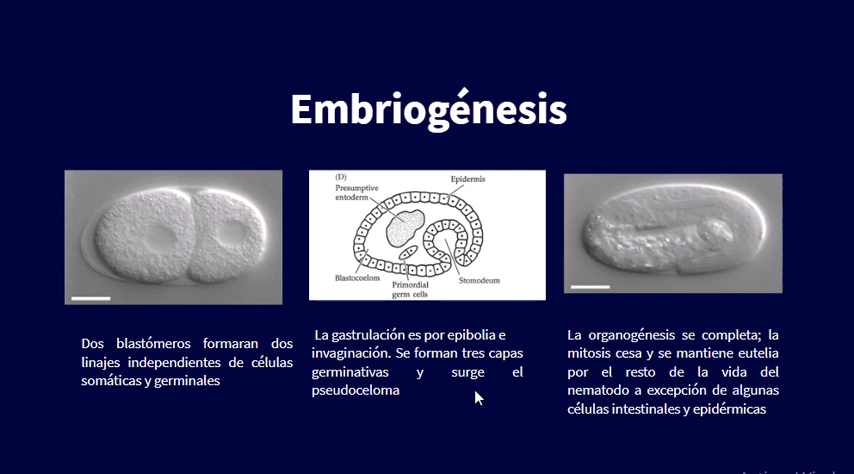 Embriogénesis
(D)
Presumptive
entoderm
Epidermis
Blastocoelom
Primordial
germ cells
Stomodeum
Dos blastómeros formaran dos
linajes independientes de células
somáticas y germinales
La gastrulación es por epibolia e
invaginación. Se forman tres capas
germinativas y surge el
pseudoceloma
La organogénesis se completa; la
mitosis cesa y se mantiene eutelia
por el resto de la vida del
nematodo a excepción de algunas
células intestinales y epidérmicas